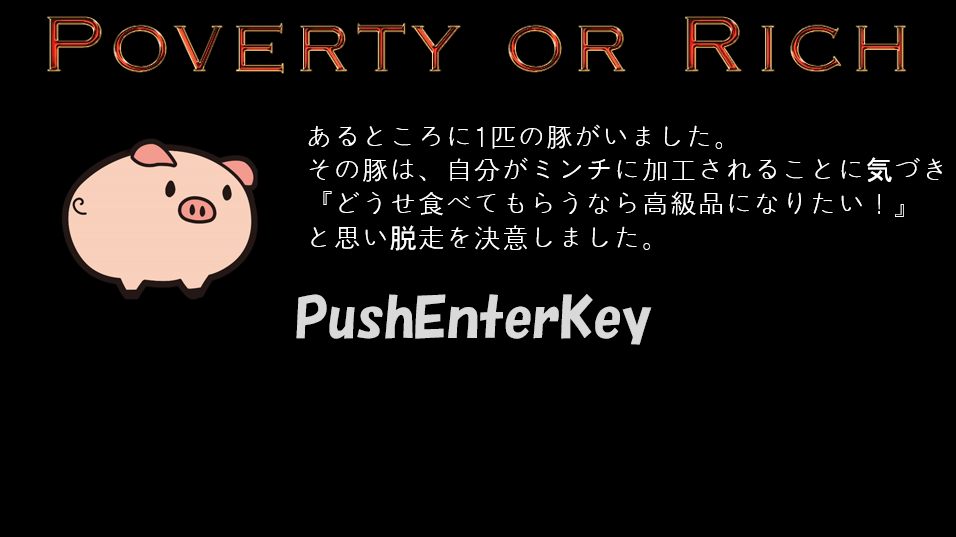 POVERTY OR RICH
あるところに1匹の豚がいました。
その豚は、自分がミンチに加工されることに気づき
『どうせ食べてもらうなら高級品になりたい！』
と思い脱走を決意しました。
PushEnterKey